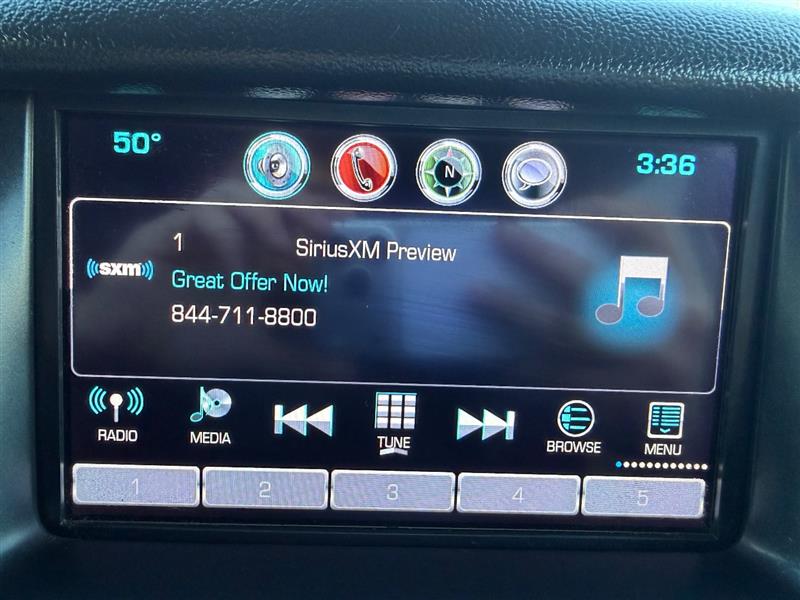 50°
N
3:36
1
SiriusXM Preview
((sxm))
Great Offer Now!
844-711-8800
RADIO
MEDIA
TUNE
BROWSE
MENU
1
2
3
4
5